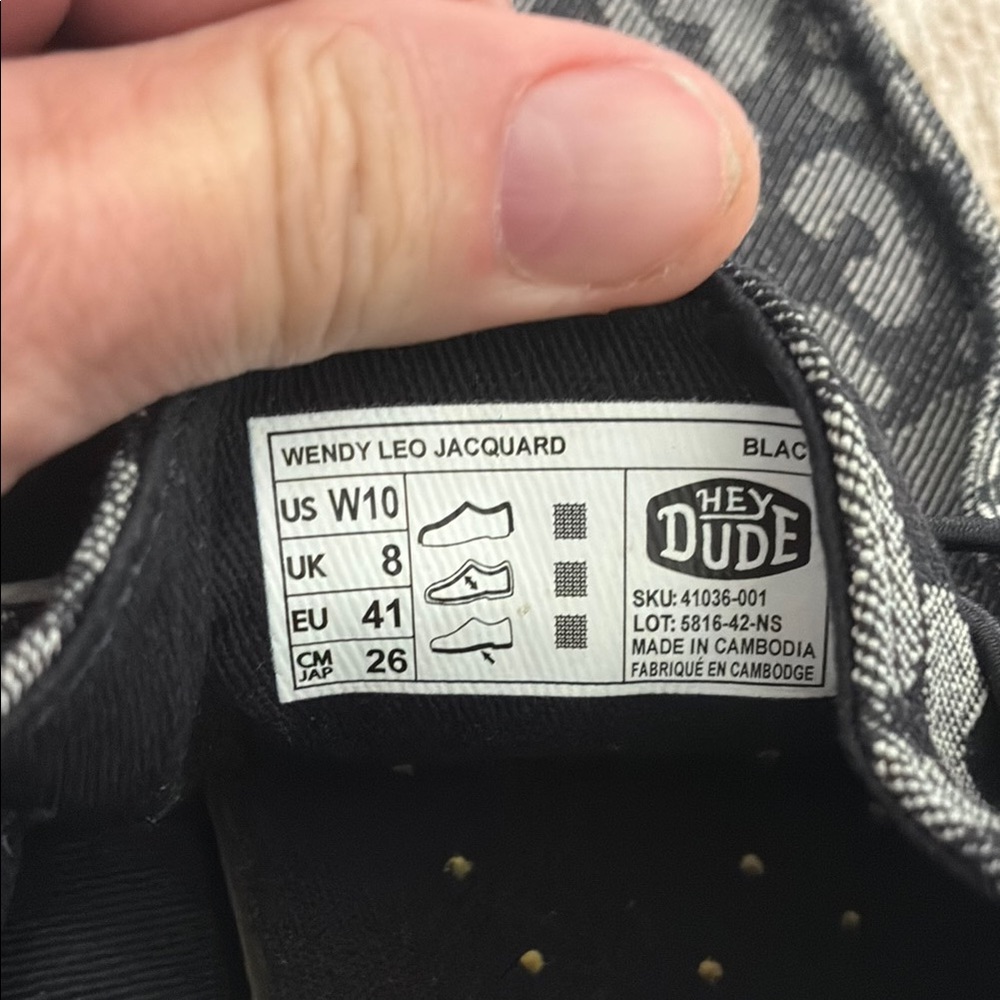 WENDY LEO JACQUARD BLAC
US W10
UK 8
EU 41
CM JAP 26
HEY
DUDE
SKU: 41036-001
LOT: 5816-42-NS
MADE IN CAMBODIA
FABRIQUÉ EN CAMBODGE